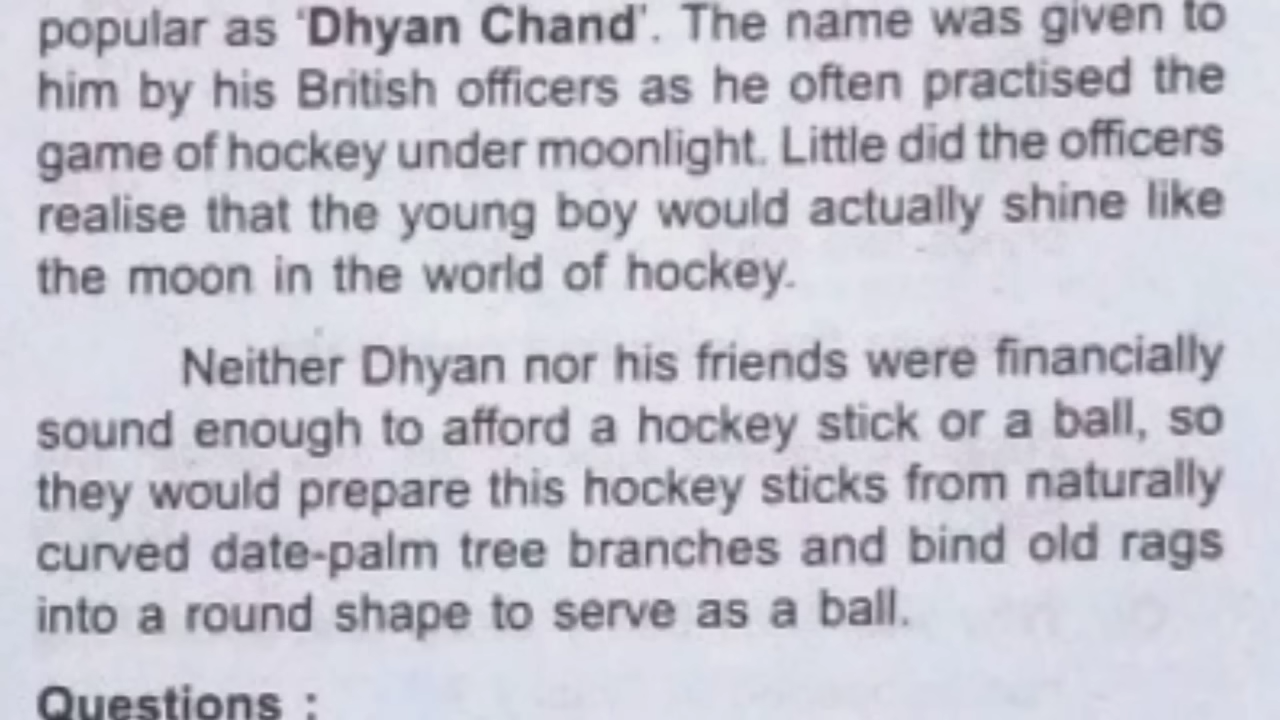 popular as 'Dhyan Chand'. The name was given to
him by his British officers as he often practised the
game of hockey under moonlight. Little did the officers
realise that the young boy would actually shine like
the moon in the world of hockey.
Neither Dhyan nor his friends were financially
sound enough to afford a hockey stick or a ball, so
they would prepare this hockey sticks from naturally
curved date-palm tree branches and bind old rags
into a round shape to serve as a ball.
Questions :